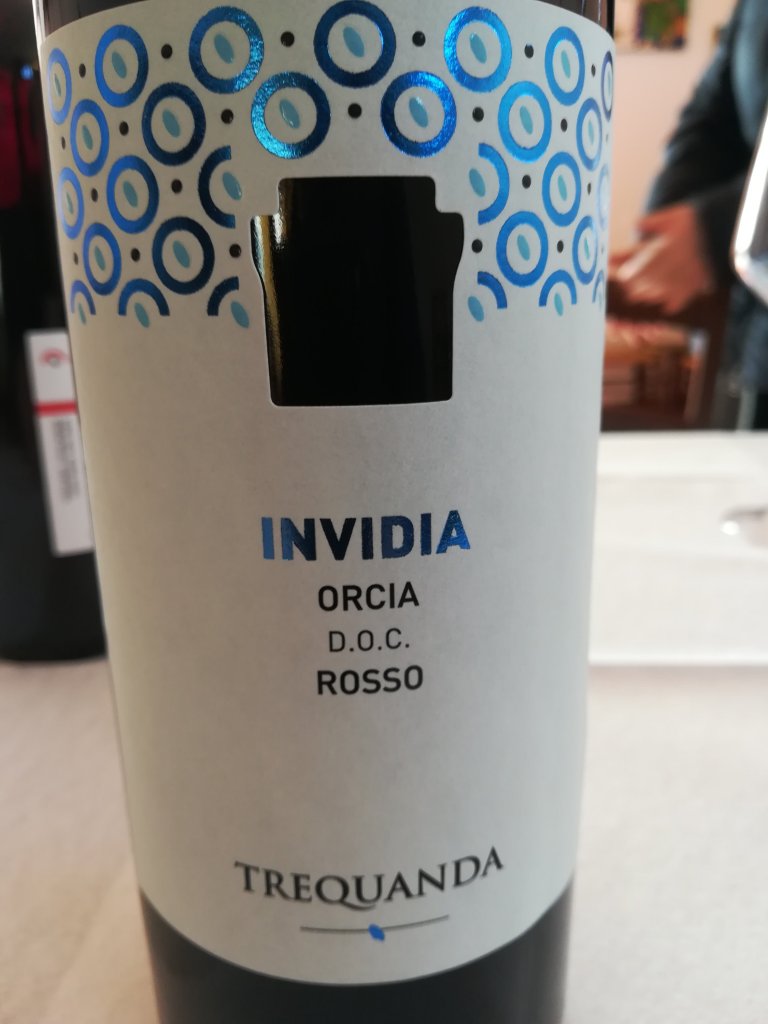 INVIDIA
ORCIA
D.O.C.
ROSSO
TREQUANDA